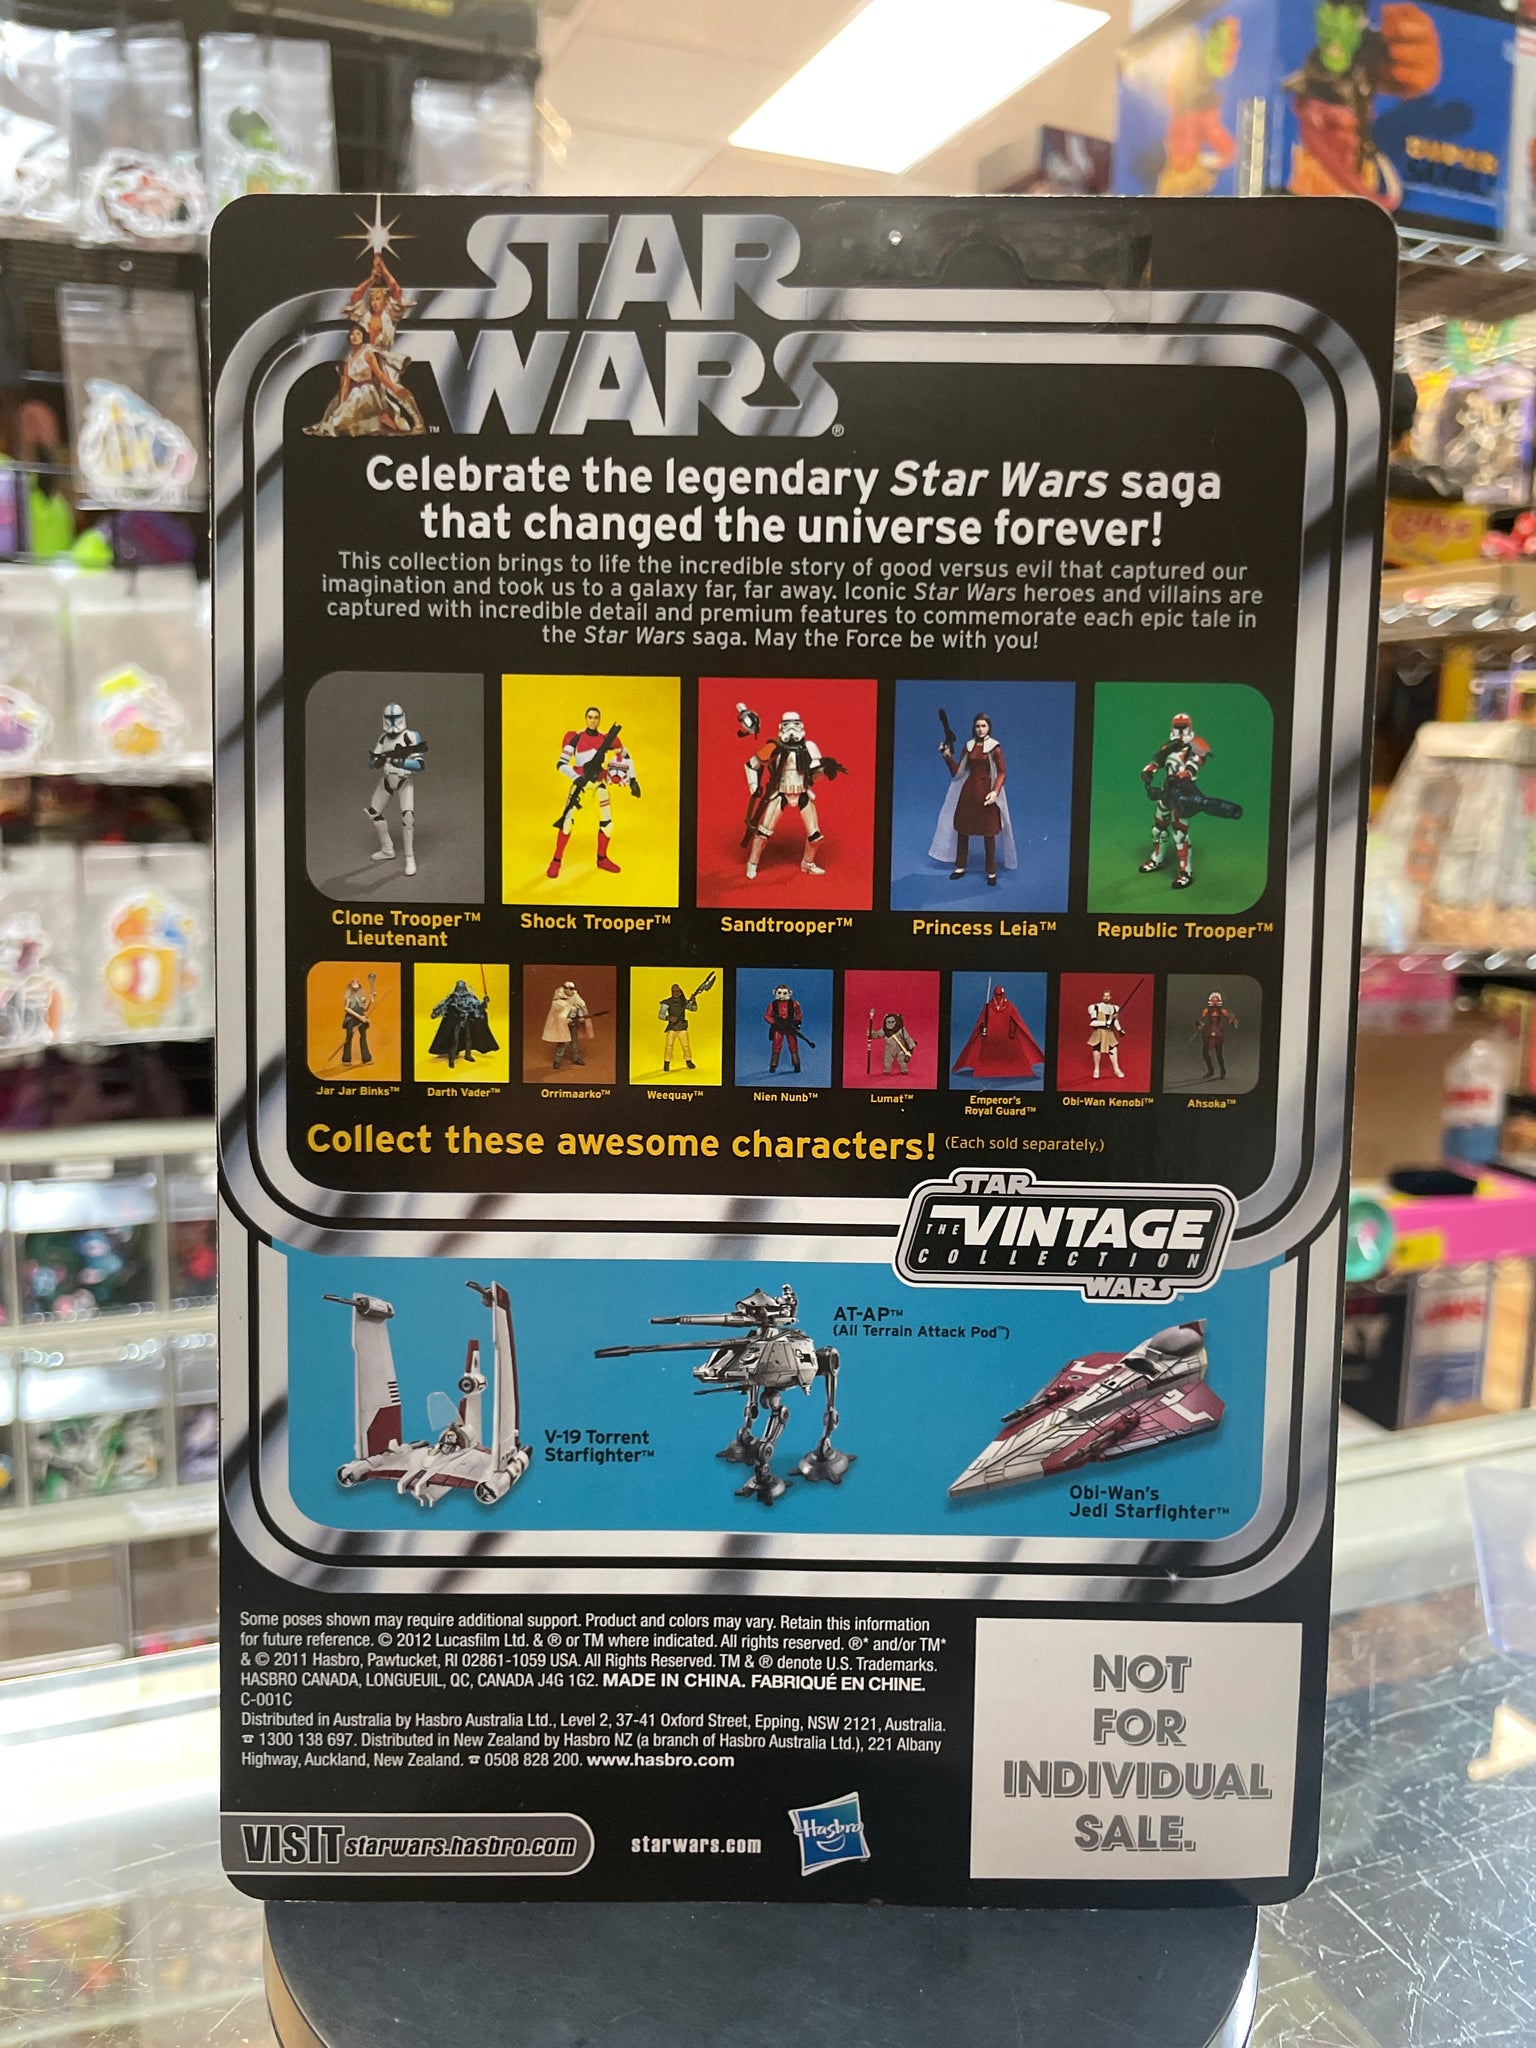 STAR
WARS®
™
Celebrate the legendary Star Wars saga
that changed the universe forever!
This collection brings to life the incredible story of good versus evil that captured our
imagination and took us to a galaxy far, far away. Iconic Star Wars heroes and villains are
captured with incredible detail and premium features to commemorate each epic tale in
the Star Wars saga. May the Force be with you!
Clone Trooper™
Lieutenant
Shock Trooper™
Sandtrooper™
Princess Leia™
Republic Trooper™
Jar Jar Binks™
Darth Vader™
Orrimaarko™
Weequay™
Nien Nunb™
Lumat™
Emperor's
Royal Guard™
Obi-Wan Kenobi™
Ahsoka™
Collect these awesome characters! (Each sold separately.)
STAR
THE VINTAGE
COLLECTION
WARS
V-19 Torrent
Starfighter™
AT-AP™
(All Terrain Attack Pod™)
Obi-Wan's
Jedi Starfighter™
Some poses shown may require additional support. Product and colors may vary. Retain this information
for future reference. © 2012 Lucasfilm Ltd. & ® or TM where indicated. All rights reserved. ®* and/or TM*
& © 2011 Hasbro, Pawtucket, RI 02861-1059 USA. All Rights Reserved. TM & ® denote U.S. Trademarks.
HASBRO CANADA, LONGUEUIL, QC, CANADA J4G 1G2. MADE IN CHINA. FABRIQUÉ EN CHINE.
C-001C
Distributed in Australia by Hasbro Australia Ltd., Level 2, 37-41 Oxford Street, Epping, NSW 2121, Australia.
☎ 1300 138 697. Distributed in New Zealand by Hasbro NZ (a branch of Hasbro Australia Ltd.), 221 Albany
Highway, Auckland, New Zealand. ☎ 0508 828 200. www.hasbro.com
VISIT starwars.hasbro.com
starwars.com
Hasbro
NOT
FOR
INDIVIDUAL
SALE.